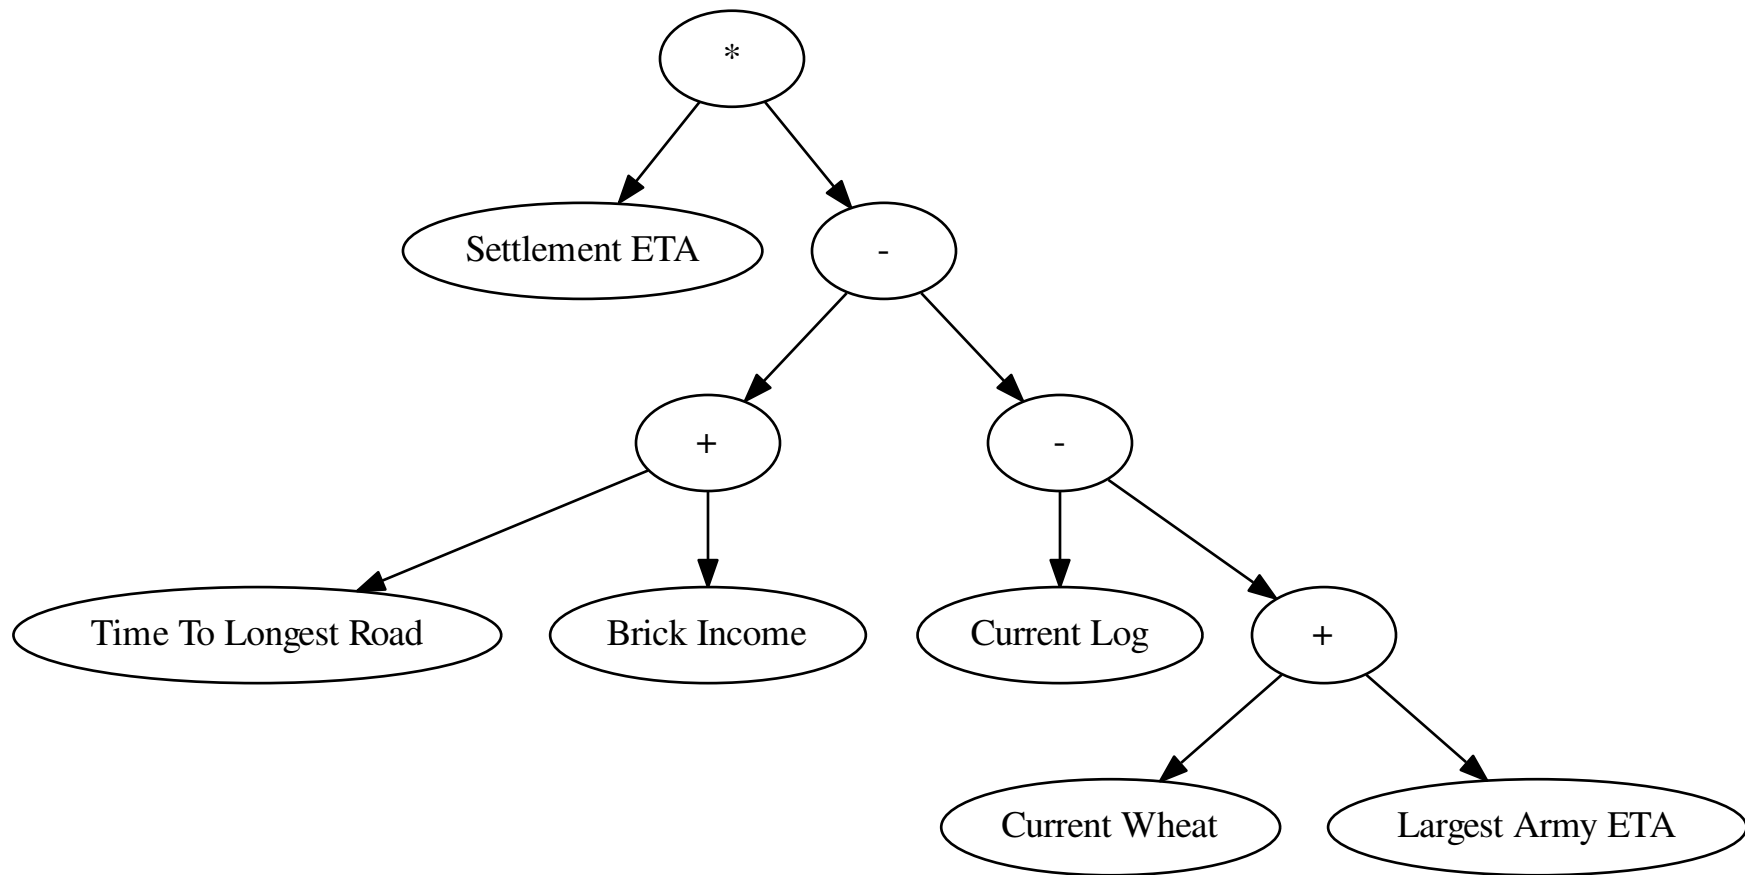 *
Settlement ETA
-
+
-
Time To Longest Road
Brick Income
Current Log
+
Current Wheat
Largest Army ETA